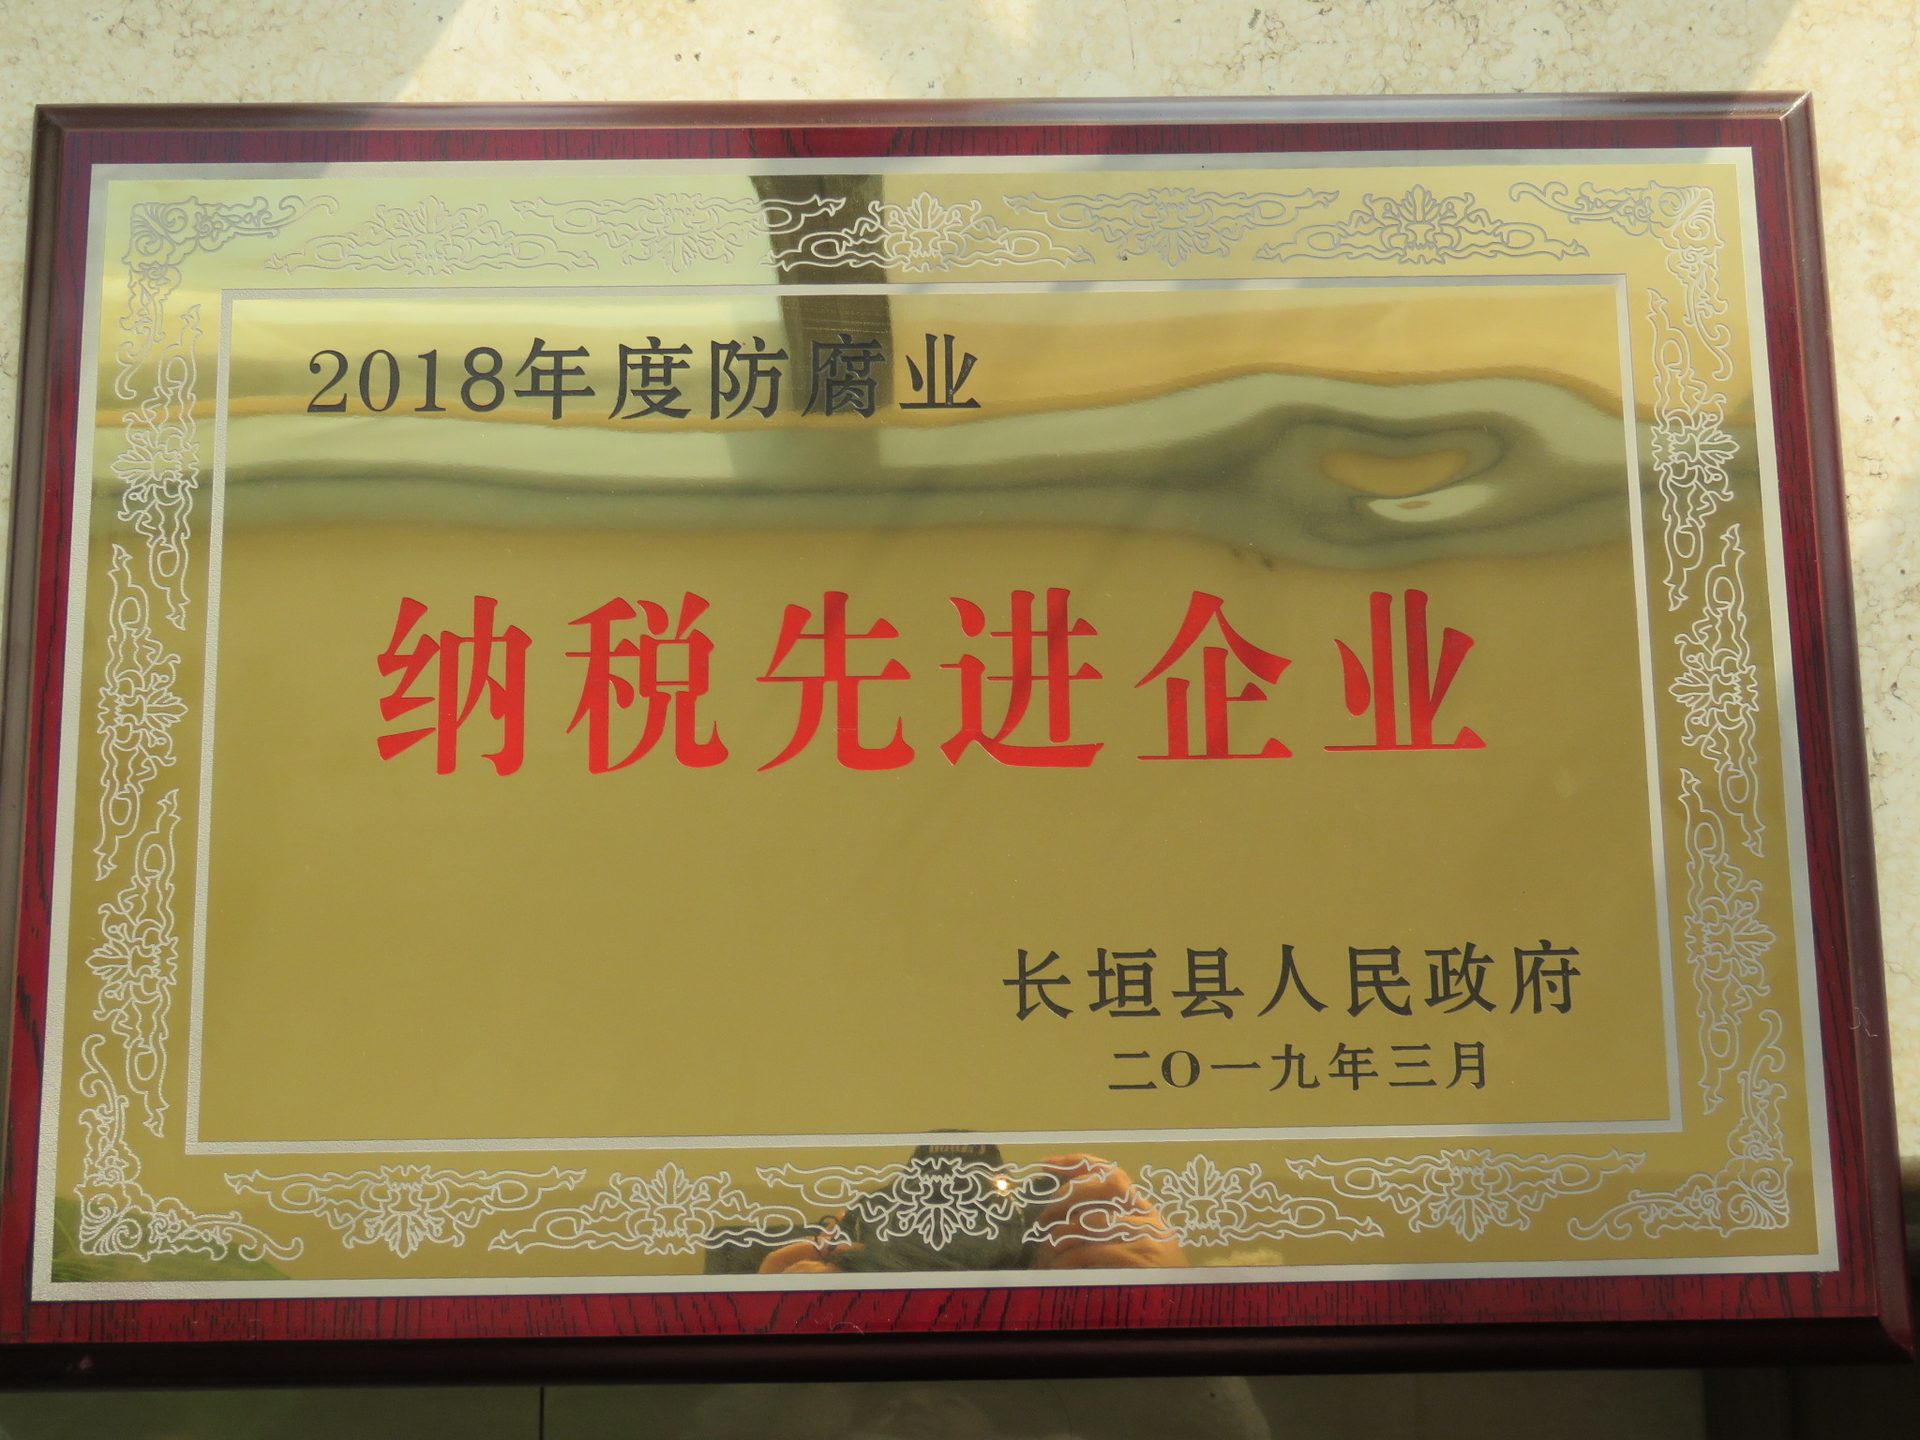 2018年度防腐业
纳税先进企业
长垣县人民政府
二〇一九年三月